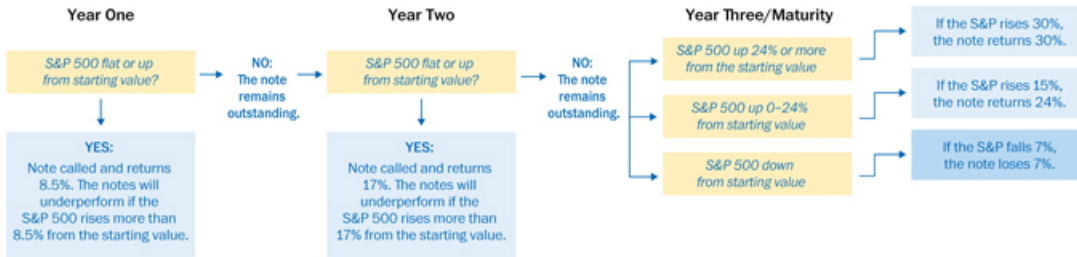 Year One
S&P 500 flat or up
from starting value?
YES:
Note called and returns
8.5%. The notes will
underperform if the
S&P 500 rises more than
8.5% from the starting value.
NO:
The note
remains
outstanding.
Year Two
S&P 500 flat or up
from starting value?
YES:
Note called and returns
17%. The notes will
underperform if the
S&P 500 rises more than
17% from the starting value.
NO:
The note
remains
outstanding.
Year Three/Maturity
S&P 500 up 24% or more
from the starting value
If the S&P rises 30%,
the note returns 30%.
S&P 500 up 0–24%
from starting value
If the S&P rises 15%,
the note returns 24%.
S&P 500 down
from starting value
If the S&P falls 7%,
the note loses 7%.